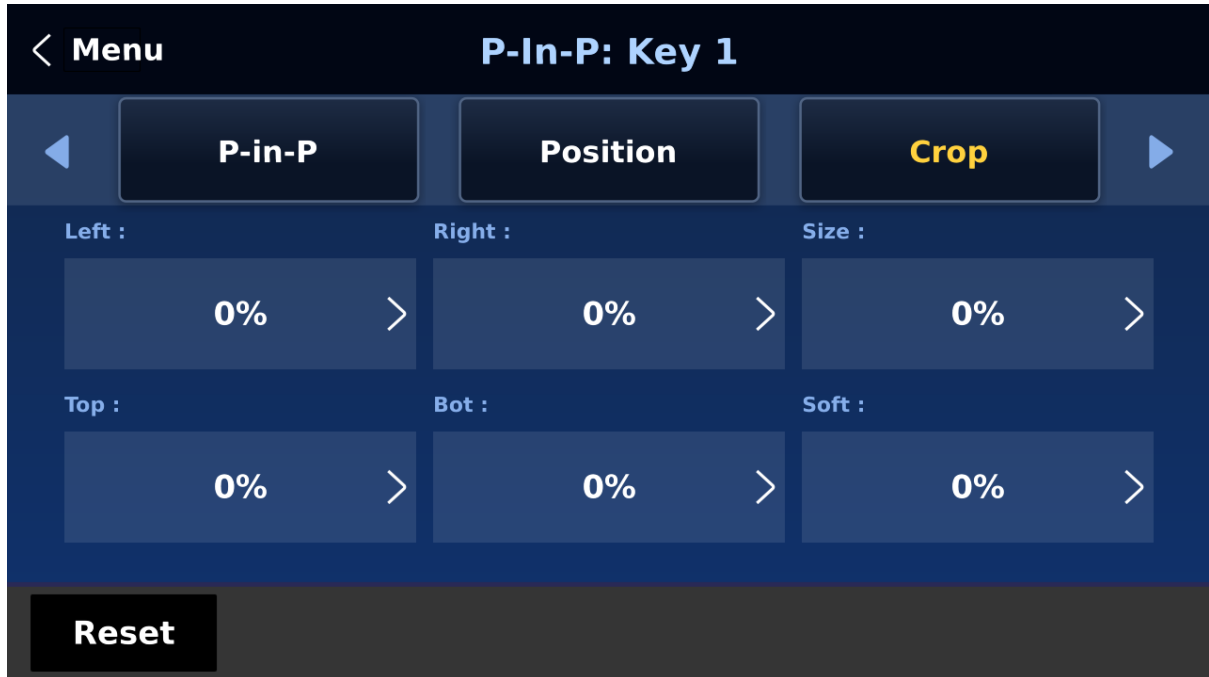 Menu
P-In-P: Key 1
P-in-P
Position
Crop
Left :
Right :
Size :
0%
0%
0%
Top :
Bot :
Soft :
0%
0%
0%
Reset